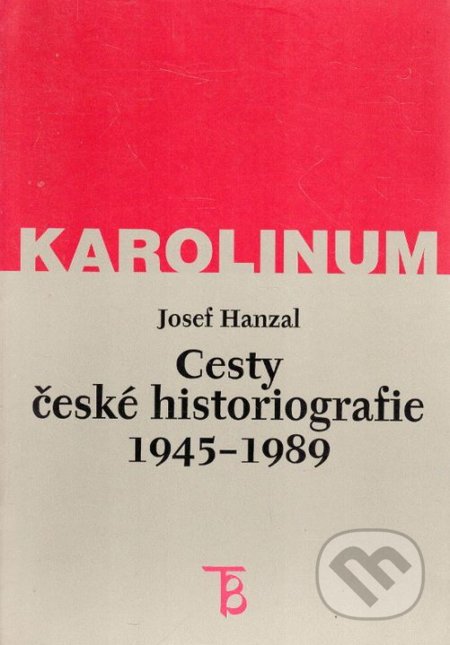 KAROLINUM
Josef Hanzal
Cesty
české historiografie
1945–1989